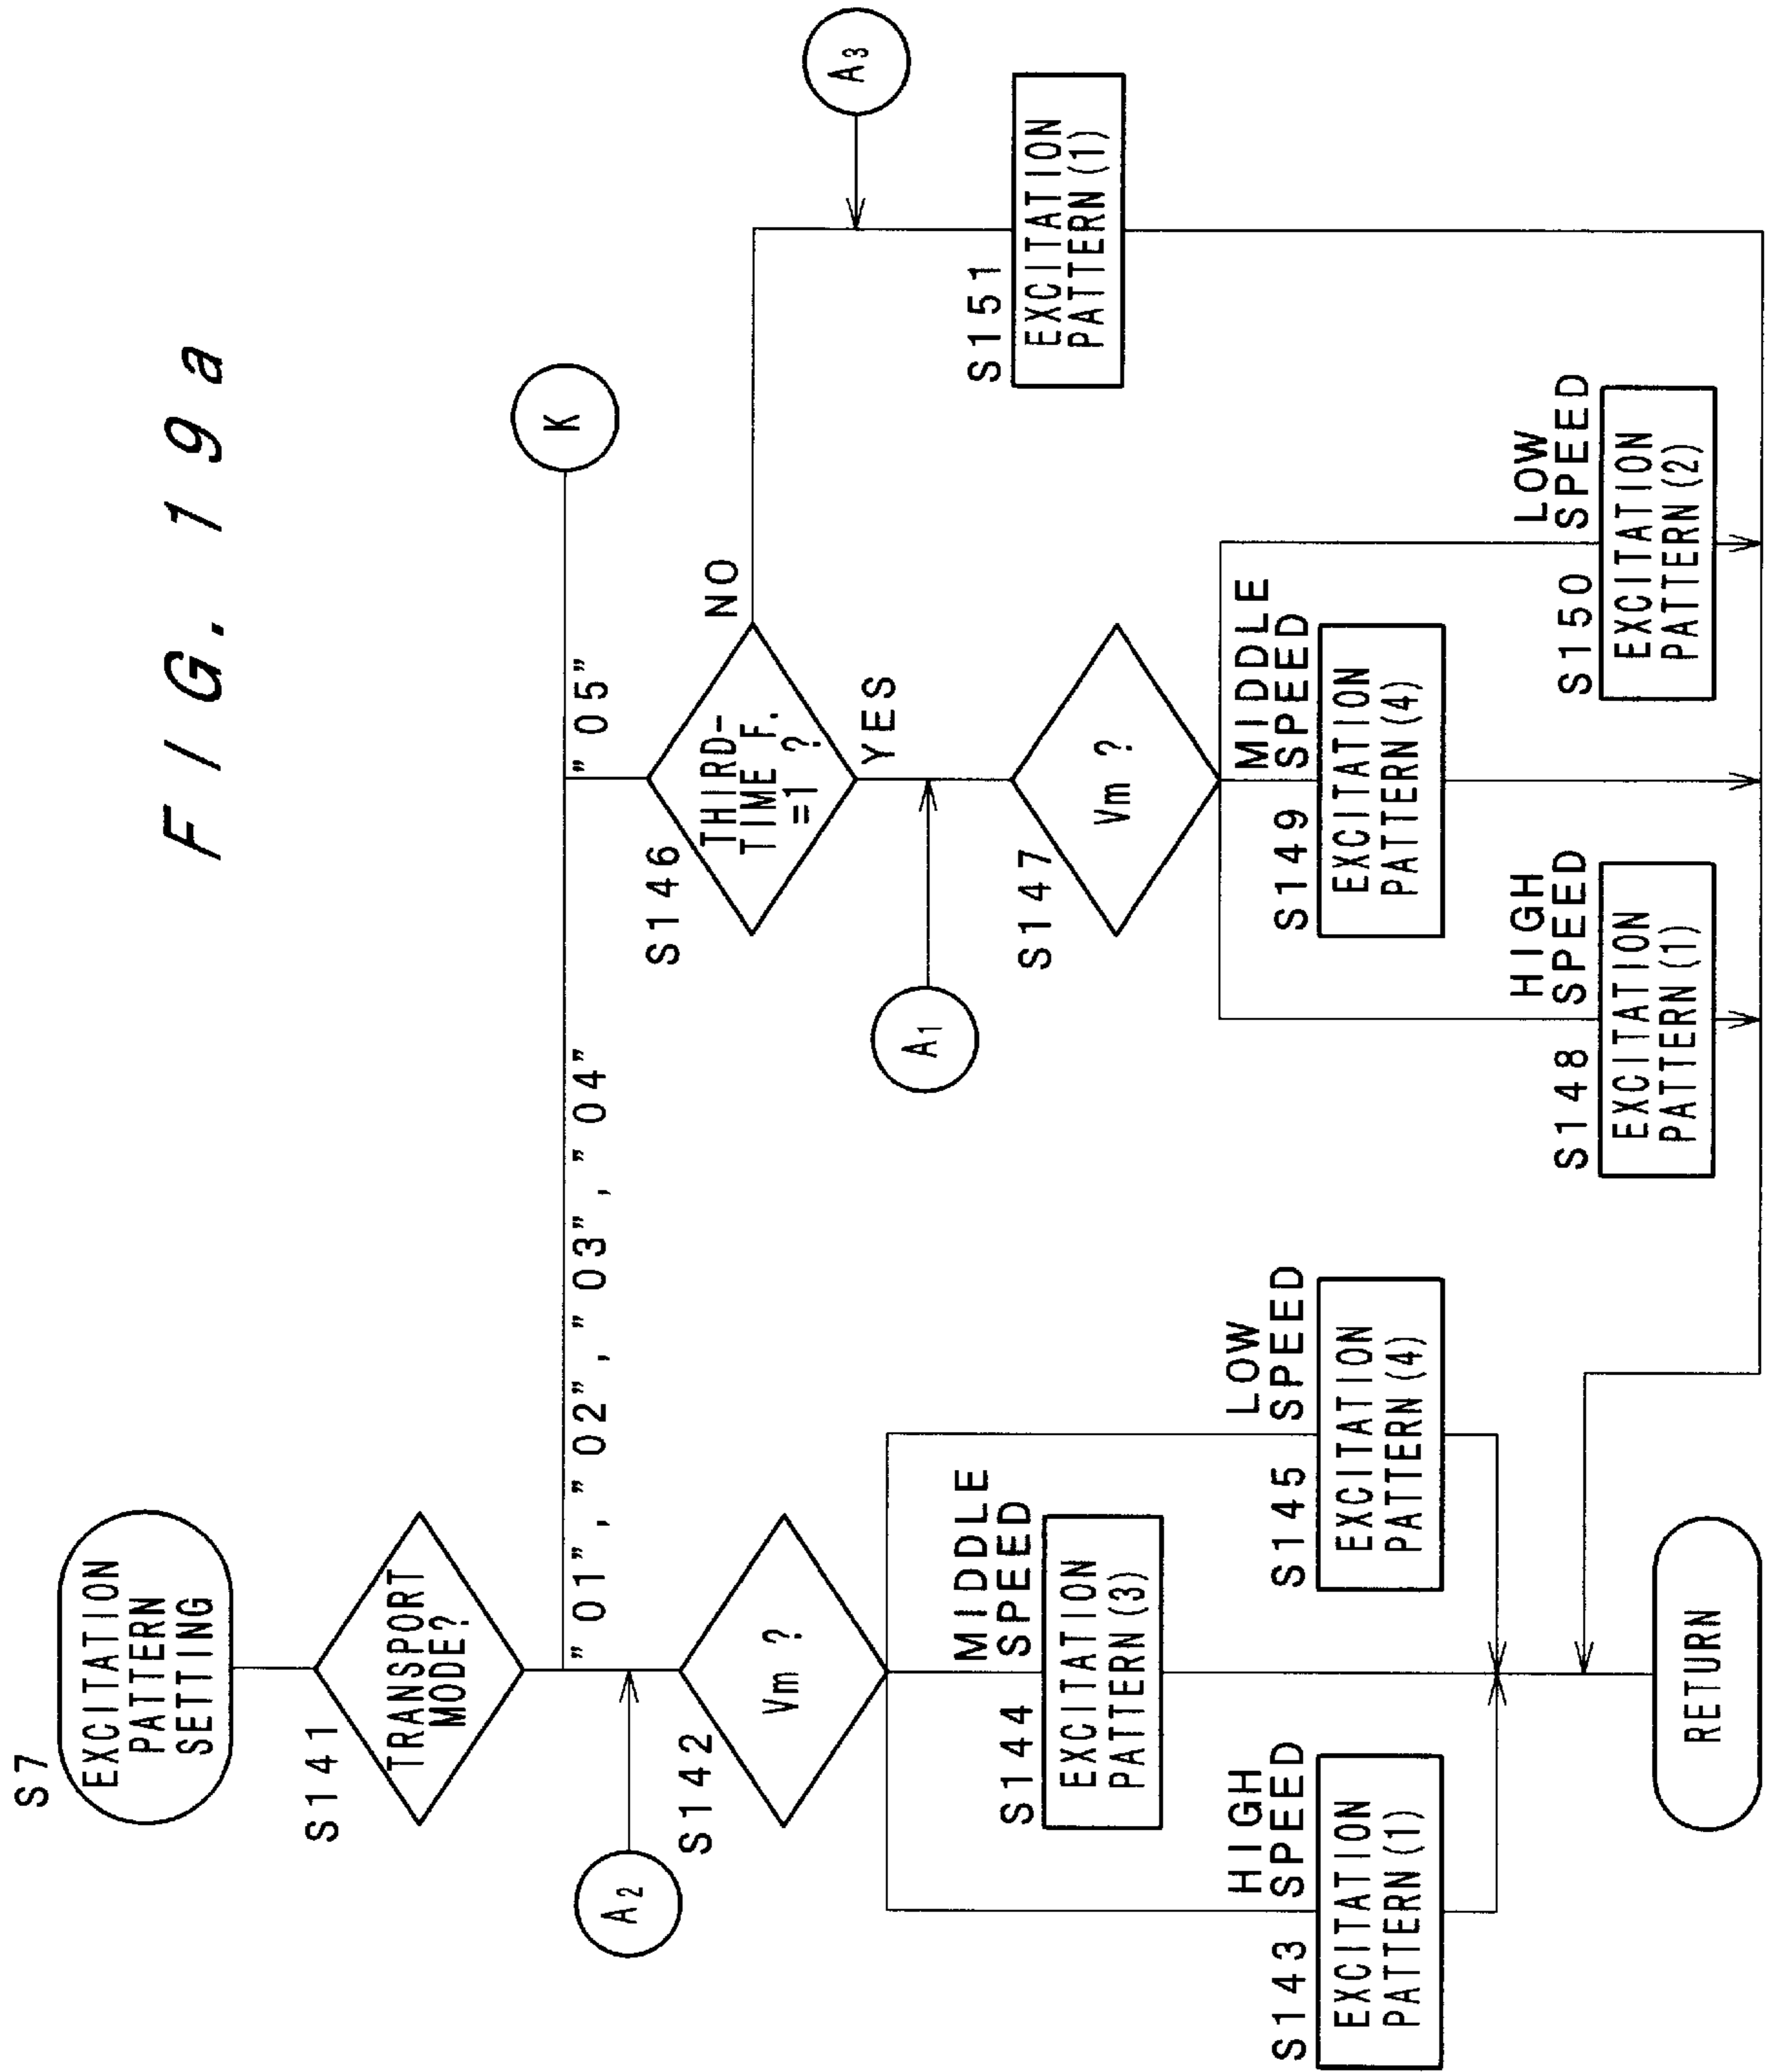 FIG. 19a
S7
EXCITATION
PATTERN
SETTING
S141
TRANSPORT
MODE?
K
"01", "02", "03", "04"
"05"
A2
S142
Vm ?
HIGH
SPEED
MIDDLE
SPEED
LOW
SPEED
S143
EXCITATION
PATTERN(1)
S144
EXCITATION
PATTERN(3)
S145
EXCITATION
PATTERN(4)
RETURN
S146
THIRD-
TIME F.
=1 ?
NO
YES
A3
A1
S147
Vm ?
HIGH
SPEED
MIDDLE
SPEED
LOW
SPEED
S148
EXCITATION
PATTERN(1)
S149
EXCITATION
PATTERN(4)
S150
EXCITATION
PATTERN(2)
S151
EXCITATION
PATTERN(1)